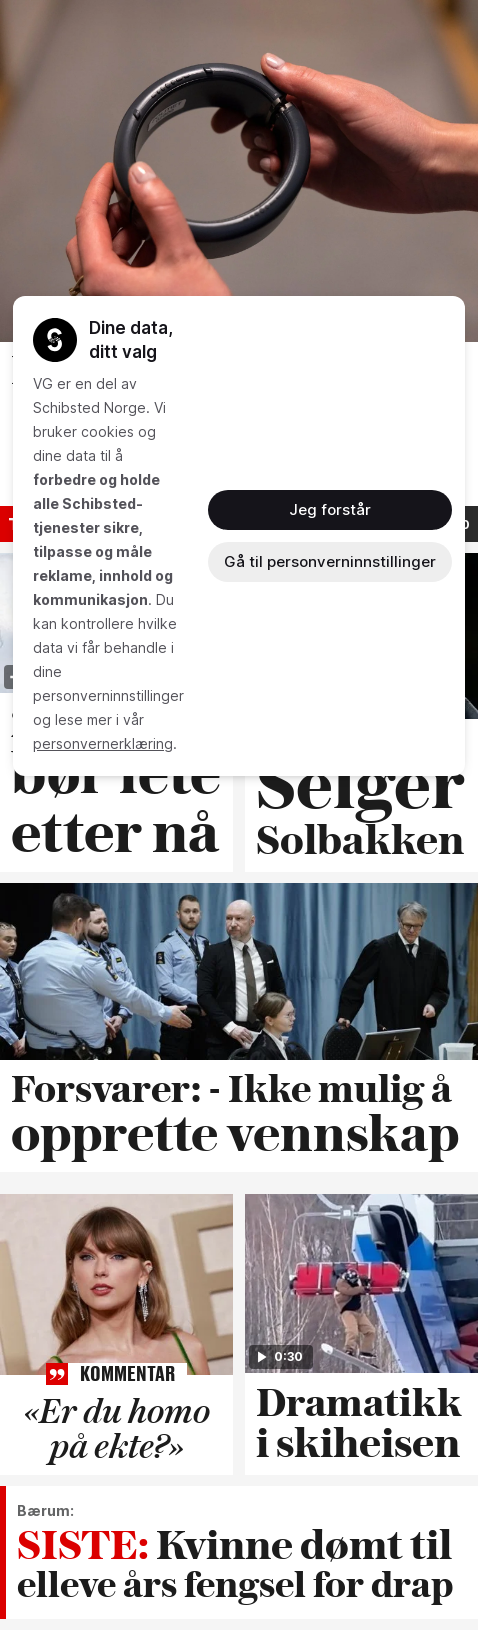 Dine data,
ditt valg
VG er en del av
Schibsted Norge. Vi
bruker cookies og
dine data til å
forbedre og holde
alle Schibsted-
tjenester sikre,
tilpasse og måle
reklame, innhold og
kommunikasjon. Du
kan kontrollere hvilke
data vi får behandle i
dine
personverninnstillinger
og lese mer i vår
personvernerklæring.
Jeg forstår
Gå til personverninnstillinger
bør lete
etter nå
Selger
Solbakken
Forsvarer: - Ikke mulig å
opprette vennskap
KOMMENTAR
«Er du homo
på ekte?»
0:30
Dramatikk
i skiheisen
Bærum:
SISTE: Kvinne dømt til
elleve års fengsel for drap